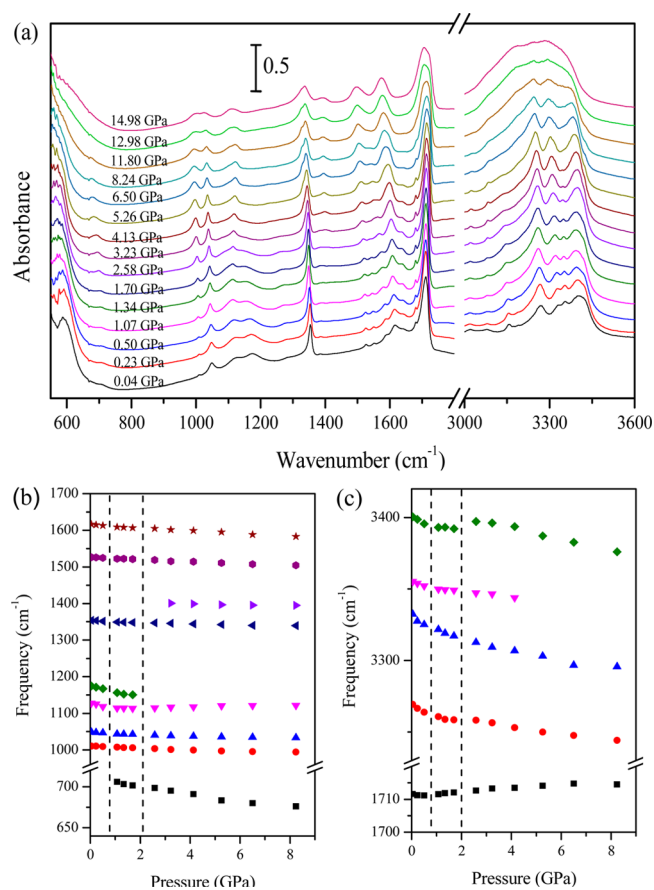 (a)
0.5
14.98 GPa
12.98 GPa
11.80 GPa
8.24 GPa
6.50 GPa
5.26 GPa
4.13 GPa
3.23 GPa
2.58 GPa
1.70 GPa
1.34 GPa
1.07 GPa
0.50 GPa
0.23 GPa
0.04 GPa
Absorbance
600 800 1000 1200 1400 1600 3000 3300 3600
Wavenumber (cm⁻¹)
(b)
1700
1600
1500
1400
1350
1300
1150
1100
1050
1000
700
650
Frequency (cm⁻¹)
0 2 4 6 8
Pressure (GPa)
(c)
3400
3300
1710
1700
Frequency (cm⁻¹)
0 2 4 6 8
Pressure (GPa)